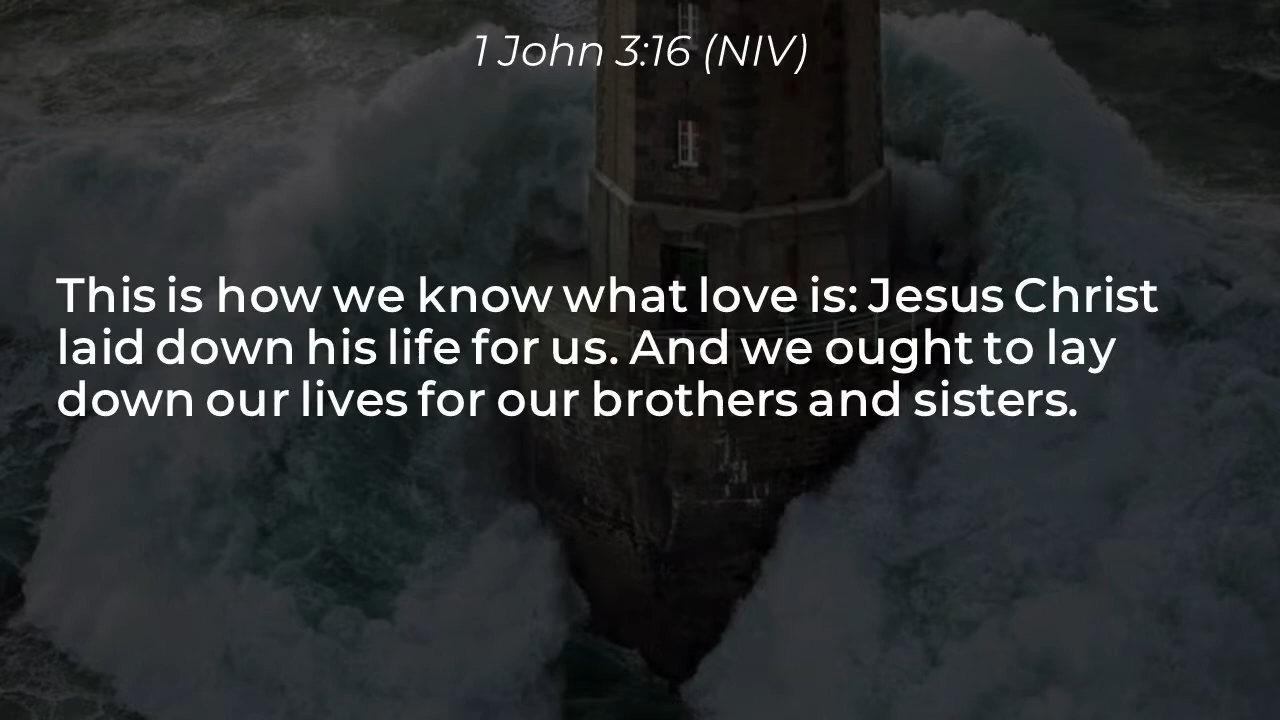 1 John 3:16 (NIV)
This is how we know what love is: Jesus Christ
laid down his life for us. And we ought to lay
down our lives for our brothers and sisters.